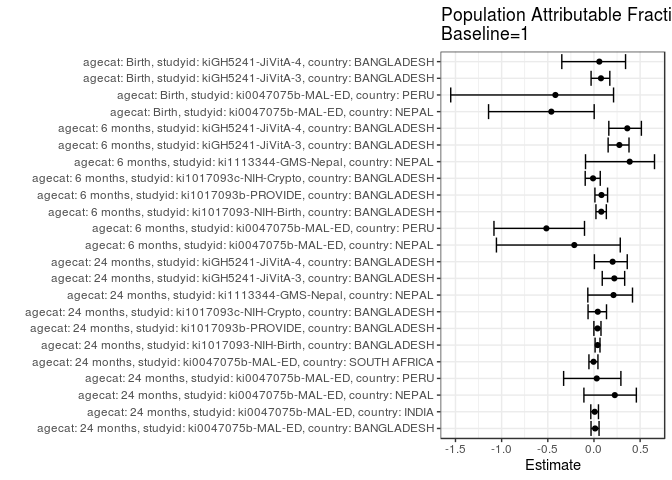 Population Attributable Fracti
Baseline=1
agecat: Birth, studyid: kiGH5241-JiVitA-4, country: BANGLADESH
agecat: Birth, studyid: kiGH5241-JiVitA-3, country: BANGLADESH
agecat: Birth, studyid: ki0047075b-MAL-ED, country: PERU
agecat: Birth, studyid: ki0047075b-MAL-ED, country: NEPAL
agecat: 6 months, studyid: kiGH5241-JiVitA-4, country: BANGLADESH
agecat: 6 months, studyid: kiGH5241-JiVitA-3, country: BANGLADESH
agecat: 6 months, studyid: ki1113344-GMS-Nepal, country: NEPAL
agecat: 6 months, studyid: ki1017093c-NIH-Crypto, country: BANGLADESH
agecat: 6 months, studyid: ki1017093b-PROVIDE, country: BANGLADESH
agecat: 6 months, studyid: ki1017093-NIH-Birth, country: BANGLADESH
agecat: 6 months, studyid: ki0047075b-MAL-ED, country: PERU
agecat: 6 months, studyid: ki0047075b-MAL-ED, country: NEPAL
agecat: 24 months, studyid: kiGH5241-JiVitA-4, country: BANGLADESH
agecat: 24 months, studyid: kiGH5241-JiVitA-3, country: BANGLADESH
agecat: 24 months, studyid: ki1113344-GMS-Nepal, country: NEPAL
agecat: 24 months, studyid: ki1017093c-NIH-Crypto, country: BANGLADESH
agecat: 24 months, studyid: ki1017093b-PROVIDE, country: BANGLADESH
agecat: 24 months, studyid: ki1017093-NIH-Birth, country: BANGLADESH
agecat: 24 months, studyid: ki0047075b-MAL-ED, country: SOUTH AFRICA
agecat: 24 months, studyid: ki0047075b-MAL-ED, country: PERU
agecat: 24 months, studyid: ki0047075b-MAL-ED, country: NEPAL
agecat: 24 months, studyid: ki0047075b-MAL-ED, country: INDIA
agecat: 24 months, studyid: ki0047075b-MAL-ED, country: BANGLADESH
-1.5 -1.0 -0.5 0.0 0.5
Estimate